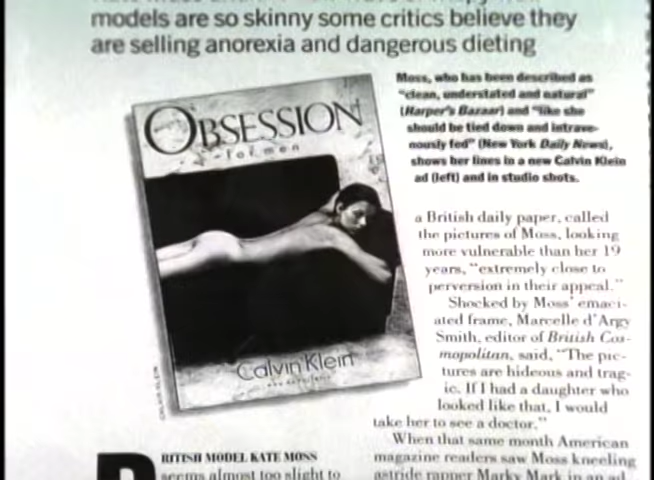 models are so skinny some critics believe they
are selling anorexia and dangerous dieting
Moss, who has been described as
"clean, understated and natural"
(Harper's Bazaar) and "like she
should be tied down and intrave-
nously fed" (New York Daily News),
shows her lines in a new Calvin Klein
ad (left) and in studio shots.
OBSESSION
for men
Calvin Klein
CALVIN KLEIN
a British daily paper, called
the pictures of Moss, looking
more vulnerable than her 19
years, "extremely close to
perversion in their appeal."
Shocked by Moss' emaci-
ated frame, Marcelle d'Argy
Smith, editor of British Cos-
mopolitan, said, "The pic-
tures are hideous and trag-
ic. If I had a daughter who
looked like that, I would
take her to see a doctor."
When that same month American
magazine readers saw Moss kneeling
astride rapper Marky Mark in an ad
BRITISH MODEL KATE MOSS
seems almost too slight to